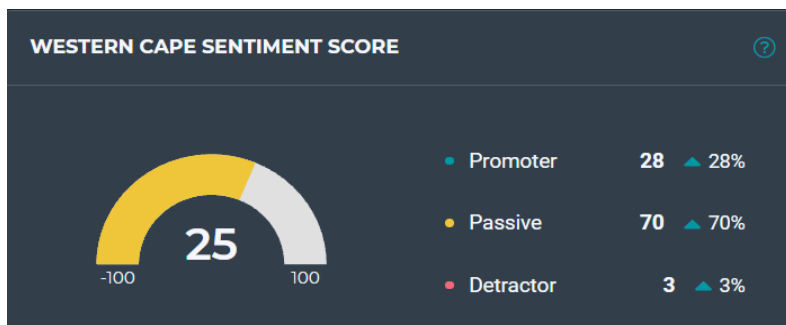 WESTERN CAPE SENTIMENT SCORE ?
25
-100 100
Promoter 28 28%
Passive 70 70%
Detractor 3 3%